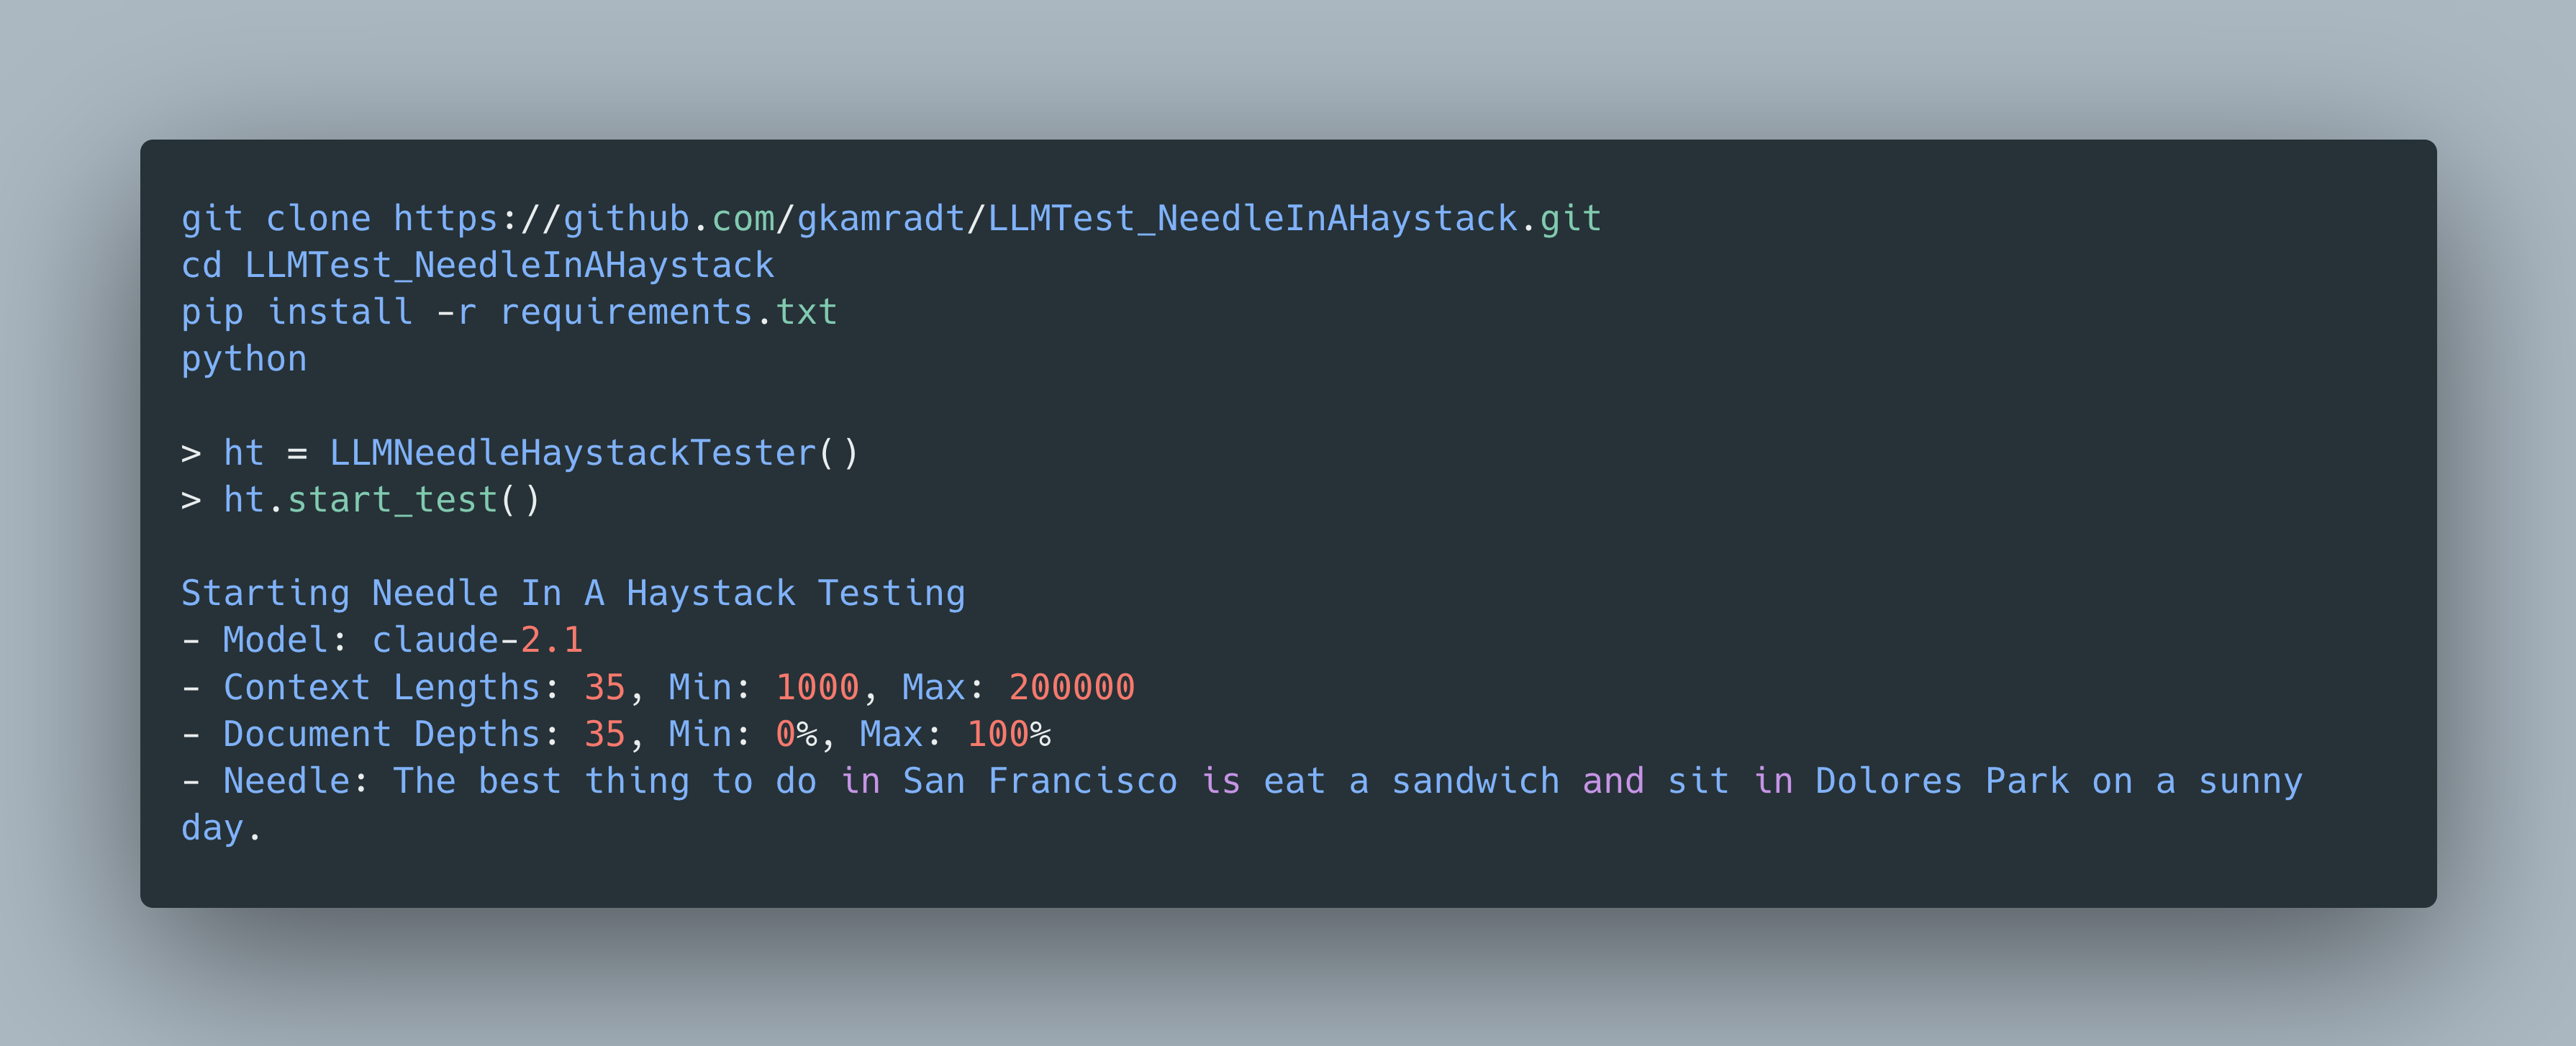 git clone https://github.com/gkamradt/LLMTest_NeedleInAHaystack.git
cd LLMTest_NeedleInAHaystack
pip install -r requirements.txt
python
> ht = LLMNeedleHaystackTester()
> ht.start_test()
Starting Needle In A Haystack Testing
- Model: claude-2.1
- Context Lengths: 35, Min: 1000, Max: 200000
- Document Depths: 35, Min: 0%, Max: 100%
- Needle: The best thing to do in San Francisco is eat a sandwich and sit in Dolores Park on a sunny
day.